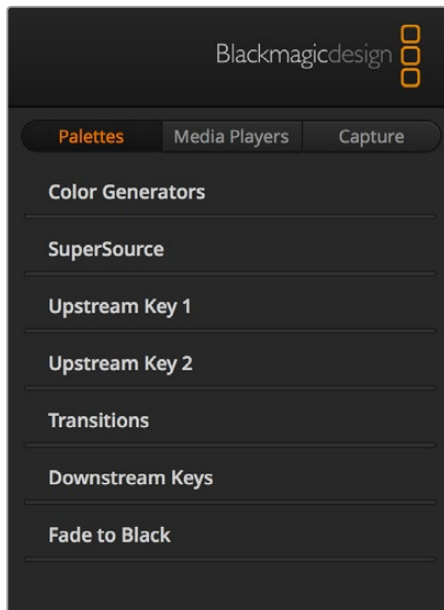 Blackmagicdesign
Palettes Media Players Capture
Color Generators
SuperSource
Upstream Key 1
Upstream Key 2
Transitions
Downstream Keys
Fade to Black